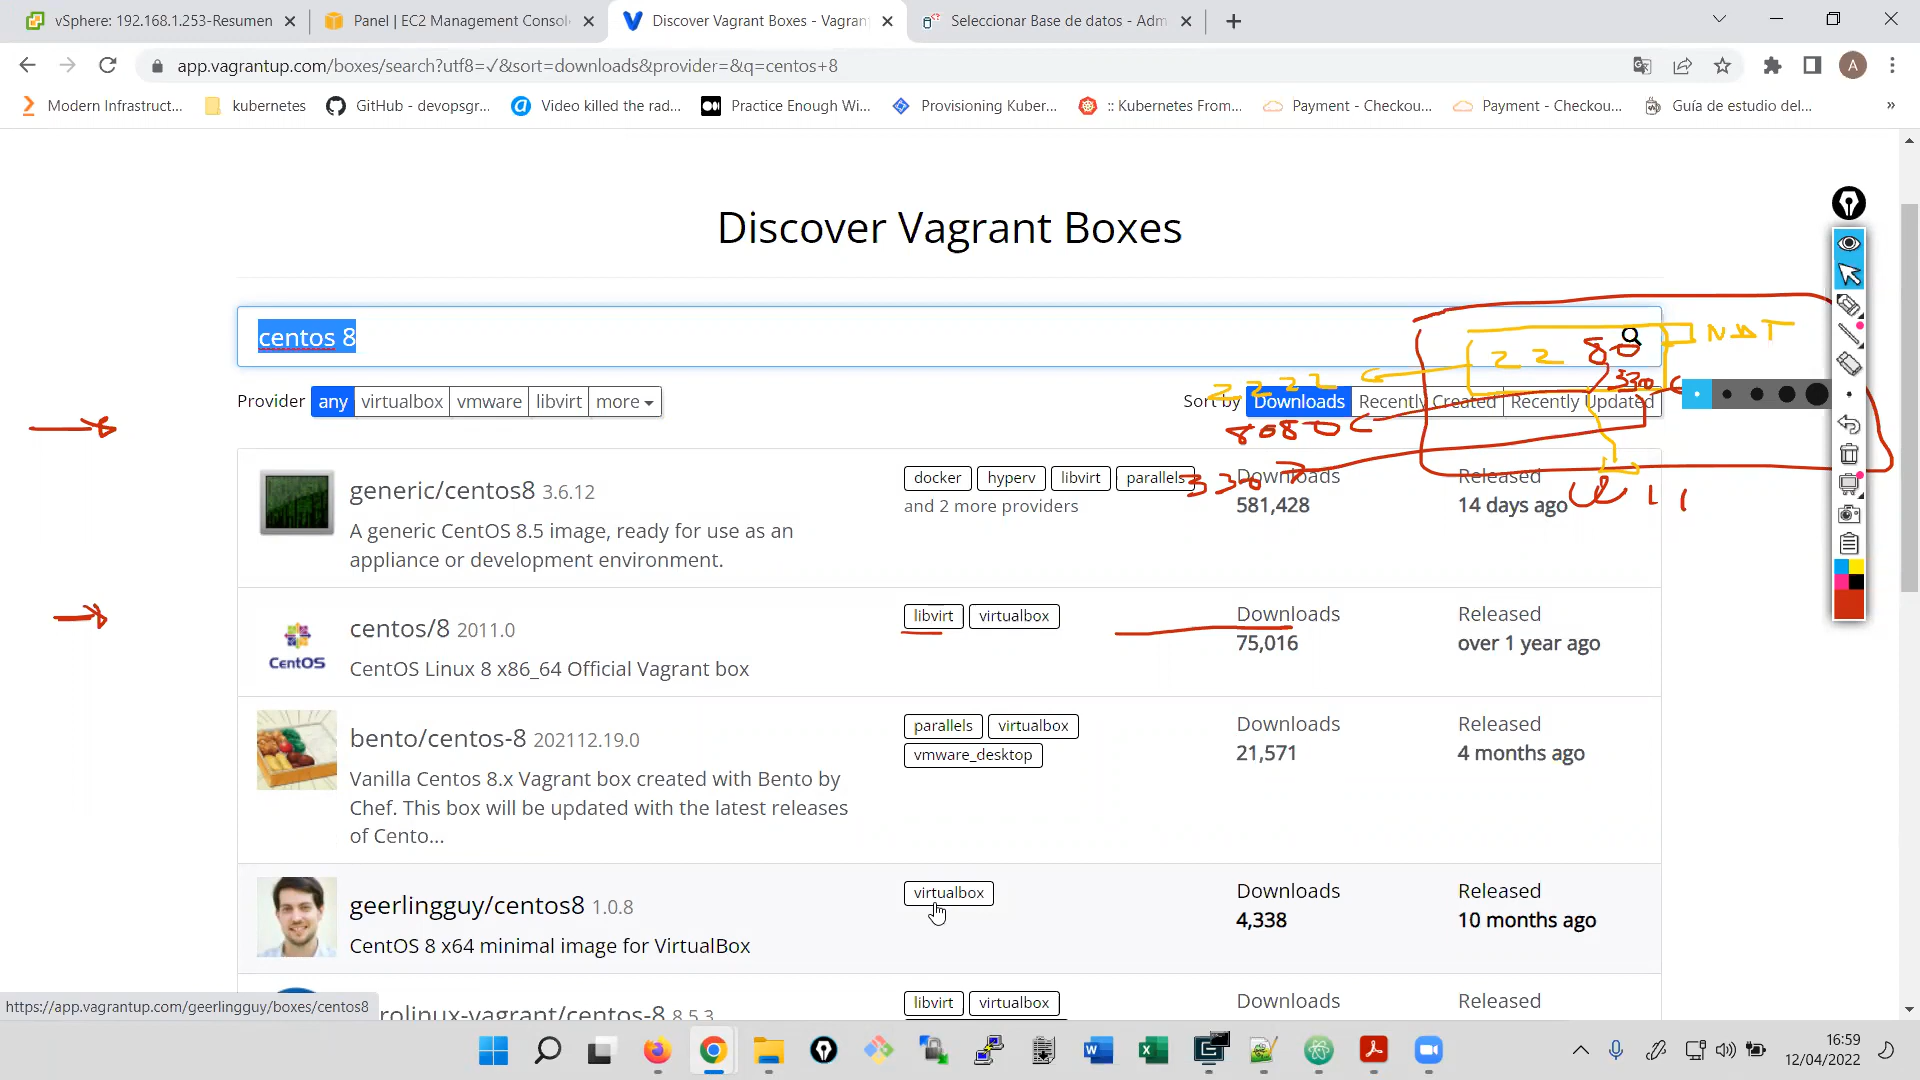 vSphere: 192.168.1.253-Resumen
Panel | EC2 Management Consol
Discover Vagrant Boxes - Vagran
Seleccionar Base de datos - Adm
app.vagrantup.com/boxes/search?utf8=✓&sort=downloads&provider=&q=centos+8
A
Modern Infrastruct...
kubernetes
GitHub - devopsgr...
Video killed the rad...
Practice Enough Wi...
Provisioning Kuber...
:: Kubernetes From...
Payment - Checkou...
Payment - Checkou...
Guía de estudio del...
»
Discover Vagrant Boxes
centos 8
22 80
NAT
330
2222
Provider
any
virtualbox
vmware
libvirt
more
Sort by
Downloads
Recently Created
Recently Updated
8080
generic/centos8 3.6.12
A generic CentOS 8.5 image, ready for use as an
appliance or development environment.
docker
hyperv
libvirt
parallels
and 2 more providers
330
Downloads
581,428
Released
14 days ago
centos/8 2011.0
CentOS Linux 8 x86_64 Official Vagrant box
libvirt
virtualbox
Downloads
75,016
Released
over 1 year ago
bento/centos-8 202112.19.0
Vanilla Centos 8.x Vagrant box created with Bento by
Chef. This box will be updated with the latest releases
of Cento...
parallels
virtualbox
vmware_desktop
Downloads
21,571
Released
4 months ago
geerlingguy/centos8 1.0.8
CentOS 8 x64 minimal image for VirtualBox
virtualbox
Downloads
4,338
Released
10 months ago
rolinux-vagrant/centos-8 8.5.3
libvirt
virtualbox
Downloads
Released
https://app.vagrantup.com/geerlingguy/boxes/centos8
16:59
12/04/2022